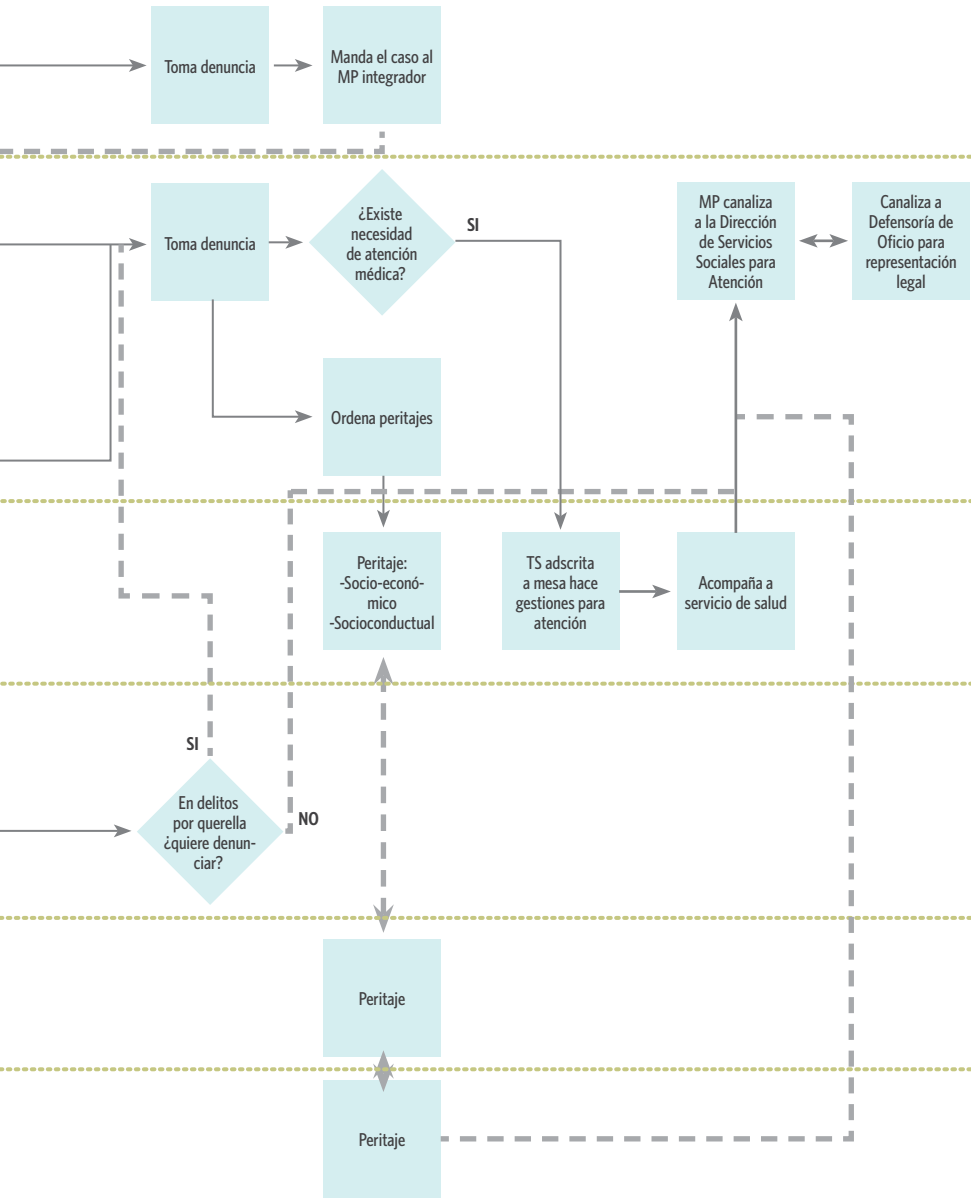 Toma denuncia
Manda el caso al
MP integrador
Toma denuncia
¿Existe
necesidad
de atención
médica?
SI
MP canaliza
a la Dirección
de Servicios
Sociales para
Atención
Canaliza a
Defensoría de
Oficio para
representación
legal
Ordena peritajes
Peritaje:
-Socio-econó-
mico
-Socioconductual
TS adscrita
a mesa hace
gestiones para
atención
Acompaña a
servicio de salud
SI
En delitos
por querella
¿quiere denun-
ciar?
NO
Peritaje
Peritaje